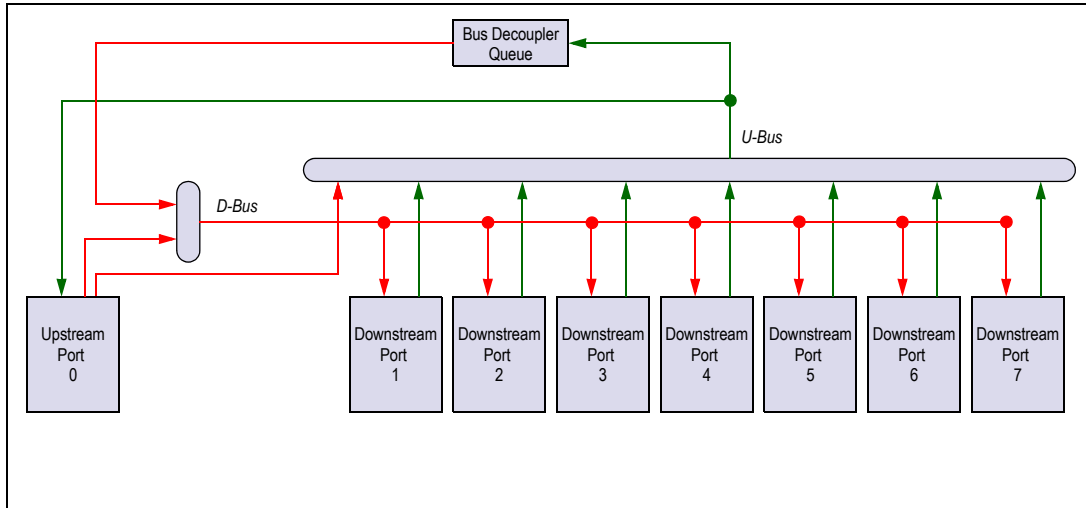 Bus Decoupler
Queue
U-Bus
D-Bus
Upstream
Port
0
Downstream
Port
1
Downstream
Port
2
Downstream
Port
3
Downstream
Port
4
Downstream
Port
5
Downstream
Port
6
Downstream
Port
7